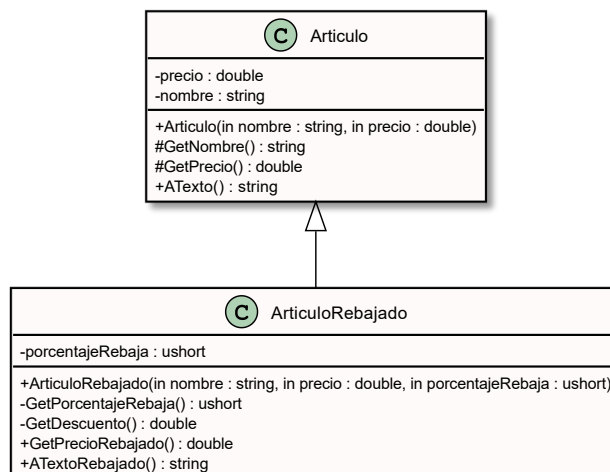 C Articulo
-precio : double
-nombre : string
+Articulo(in nombre : string, in precio : double)
#GetNombre() : string
#GetPrecio() : double
+ATexto() : string
C ArticuloRebajado
-porcentajeRebaja : ushort
+ArticuloRebajado(in nombre : string, in precio : double, in porcentajeRebaja : ushort)
-GetPorcentajeRebaja() : ushort
-GetDescuento() : double
+GetPrecioRebajado() : double
+ATextoRebajado() : string